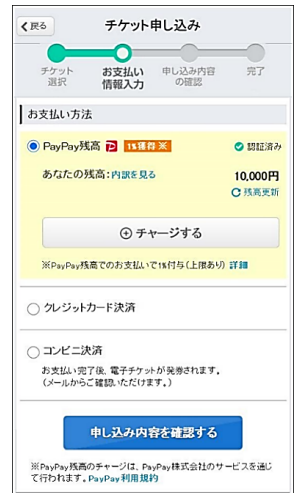 戻る
チケット申し込み
チケット
選択
お支払い
情報入力
申し込み内容
の確認
完了
お支払い方法
PayPay残高 P 1%獲得 ※ 認証済み
あなたの残高：内訳を見る 10,000円
残高更新
チャージする
※PayPay残高でのお支払いで1%付与（上限あり） 詳細
クレジットカード決済
コンビニ決済
お支払い完了後、電子チケットが発券されます。
（メールからご確認いただけます。）
申し込み内容を確認する
※PayPay残高のチャージは、PayPay株式会社のサービスを通じ
て行われます。PayPay利用規約